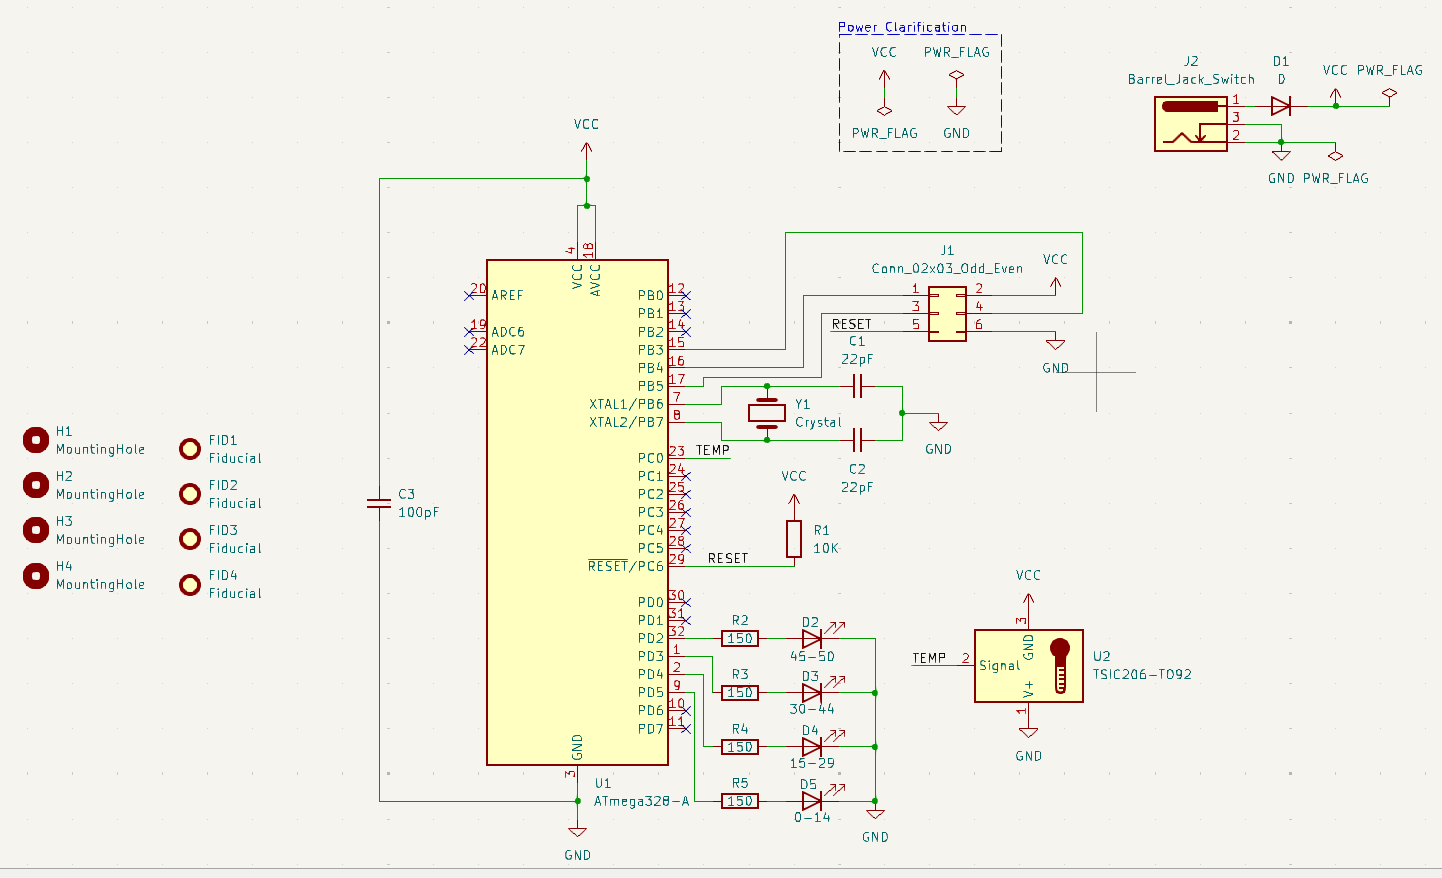 Power Clarification
VCC PWR_FLAG
PWR_FLAG GND
J2
Barrel_Jack_Switch
1
3
2
D1
D
VCC PWR_FLAG
GND PWR_FLAG
VCC
4 18
VCC AVCC
20 AREF
19 ADC6
22 ADC7
PB0 12
PB1 13
PB2 14
PB3 15
PB4 16
PB5 17
XTAL1/PB6 7
XTAL2/PB7 8
PC0 23 TEMP
PC1 24
PC2 25
PC3 26
PC4 27
PC5 28
RESET/PC6 29 RESET
PD0 30
PD1 31
PD2 32
PD3 1
PD4 2
PD5 9
PD6 10
PD7 11
GND
3
U1
ATmega328-A
GND
J1
Conn_02x03_Odd_Even
1 2
3 4
RESET 5 6
VCC
GND
C1
22pF
Y1
Crystal
C2
22pF
GND
VCC
R1
10K
R2
150
D2
45-50
R3
150
D3
30-44
R4
150
D4
15-29
R5
150
D5
0-14
GND
VCC
3
GND
TEMP 2 Signal
V+
1
U2
TSIC206-TO92
GND
C3
100pF
H1
MountingHole
H2
MountingHole
H3
MountingHole
H4
MountingHole
FID1
Fiducial
FID2
Fiducial
FID3
Fiducial
FID4
Fiducial